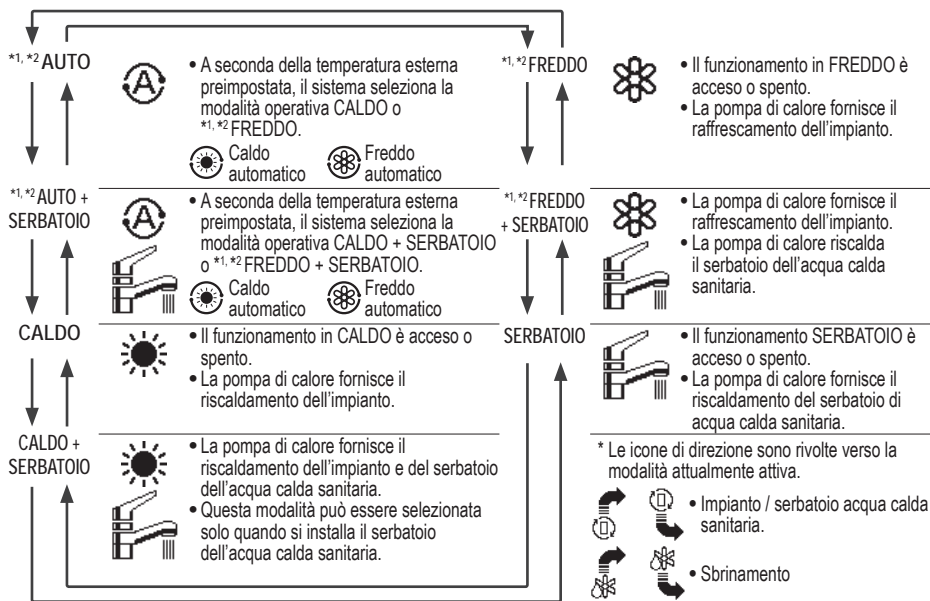 *1, *2 AUTO
• A seconda della temperatura esterna
preimpostata, il sistema seleziona la
modalità operativa CALDO o
*1, *2 FREDDO.
Caldo
automatico
Freddo
automatico
*1, *2 AUTO +
SERBATOIO
• A seconda della temperatura esterna
preimpostata, il sistema seleziona la
modalità operativa CALDO + SERBATOIO
o *1, *2 FREDDO + SERBATOIO.
Caldo
automatico
Freddo
automatico
CALDO
• Il funzionamento in CALDO è acceso o
spento.
• La pompa di calore fornisce il
riscaldamento dell'impianto.
CALDO +
SERBATOIO
• La pompa di calore fornisce il
riscaldamento dell'impianto e del serbatoio
dell'acqua calda sanitaria.
• Questa modalità può essere selezionata
solo quando si installa il serbatoio
dell'acqua calda sanitaria.
*1, *2 FREDDO
• Il funzionamento in FREDDO è
acceso o spento.
• La pompa di calore fornisce il
raffrescamento dell'impianto.
*1, *2 FREDDO
+ SERBATOIO
• La pompa di calore fornisce il
raffrescamento dell'impianto.
• La pompa di calore riscalda
il serbatoio dell'acqua calda
sanitaria.
SERBATOIO
• Il funzionamento SERBATOIO è
acceso o spento.
• La pompa di calore fornisce il
riscaldamento del serbatoio di
acqua calda sanitaria.
* Le icone di direzione sono rivolte verso la
modalità attualmente attiva.
• Impianto / serbatoio acqua calda
sanitaria.
• Sbrinamento